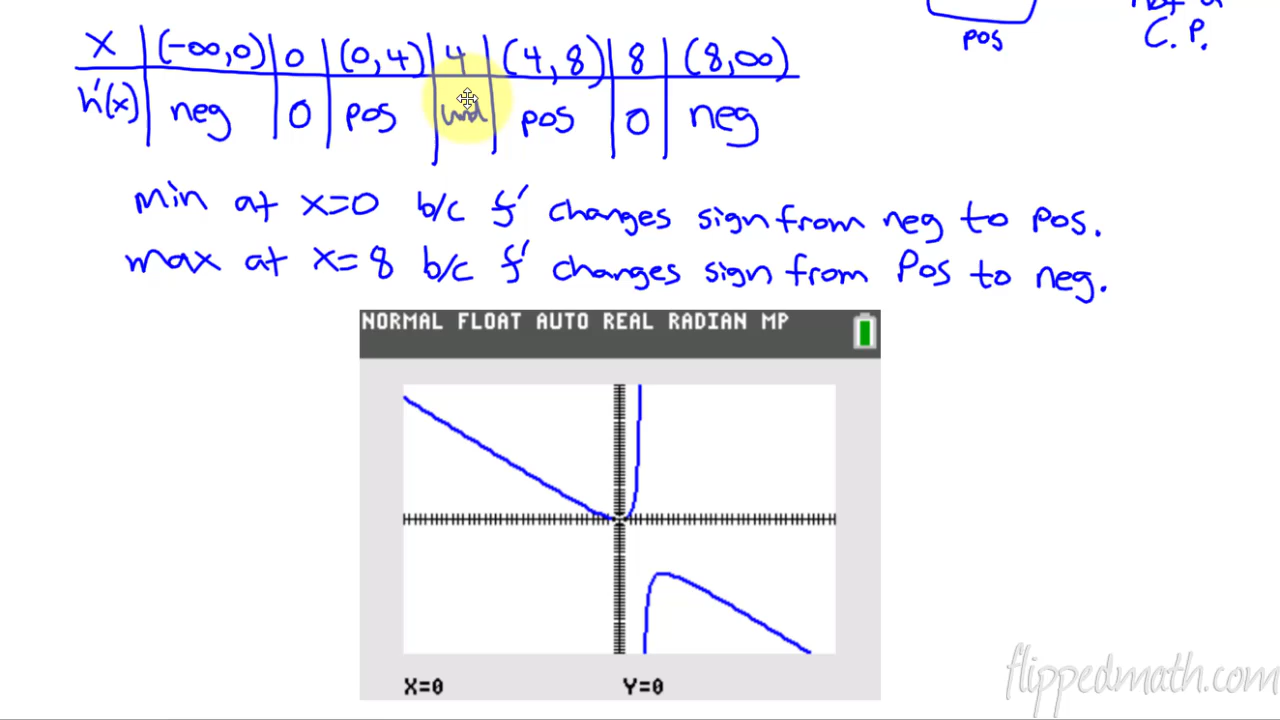 not a
pos C.P.
x (-∞,0) 0 (0,4) 4 (4,8) 8 (8,∞)
h'(x) neg 0 pos und pos 0 neg
min at x=0 b/c f' changes sign from neg to pos.
max at x=8 b/c f' changes sign from Pos to neg.
NORMAL FLOAT AUTO REAL RADIAN MP
X=0 Y=0
flippedmath.com